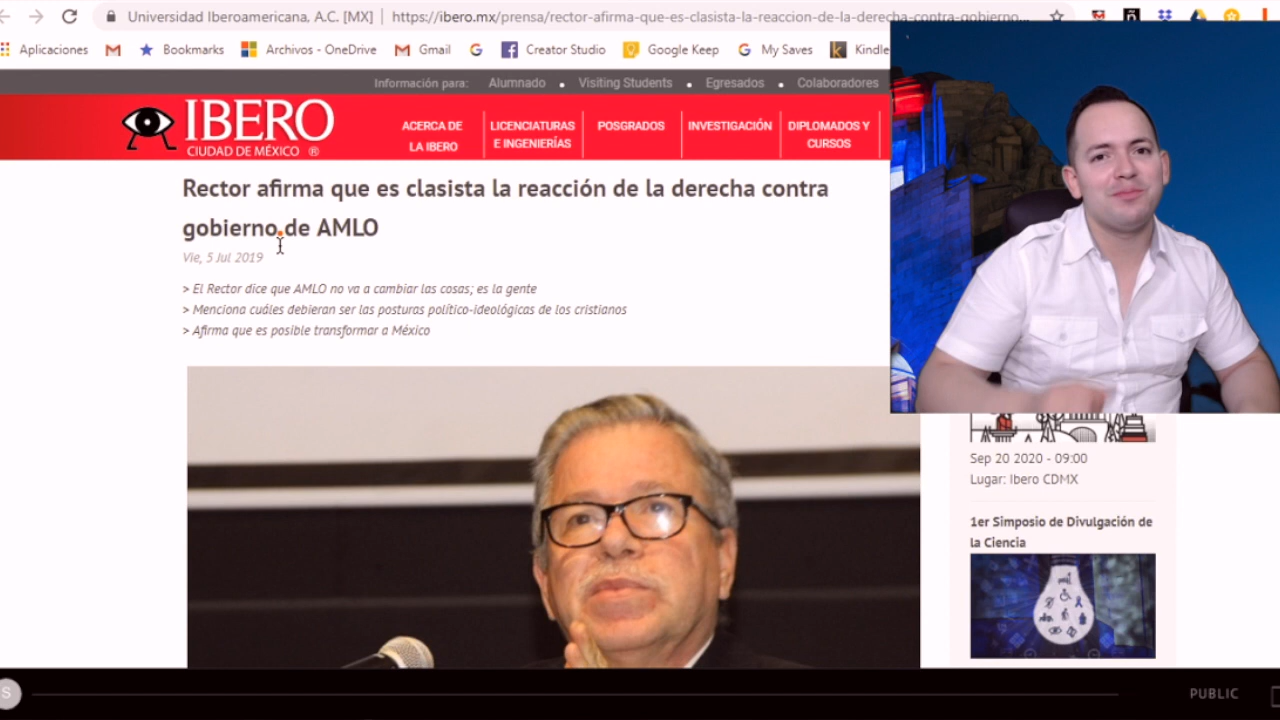 Universidad Iberoamericana, A.C. [MX] | https://ibero.mx/prensa/rector-afirma-que-es-clasista-la-reaccion-de-la-derecha-contra-gobierno...
Aplicaciones Bookmarks Archivos - OneDrive Gmail Creator Studio Google Keep My Saves Kindle
Información para: Alumnado Visiting Students Egresados Colaboradores
IBERO
CIUDAD DE MÉXICO ®
ACERCA DE
LA IBERO
LICENCIATURAS
E INGENIERÍAS
POSGRADOS
INVESTIGACIÓN
DIPLOMADOS Y
CURSOS
Rector afirma que es clasista la reacción de la derecha contra
gobierno de AMLO
Vie, 5 Jul 2019
> El Rector dice que AMLO no va a cambiar las cosas; es la gente
> Menciona cuáles debieran ser las posturas político-ideológicas de los cristianos
> Afirma que es posible transformar a México
Sep 20 2020 - 09:00
Lugar: Ibero CDMX
1er Simposio de Divulgación de
la Ciencia
S
PUBLIC